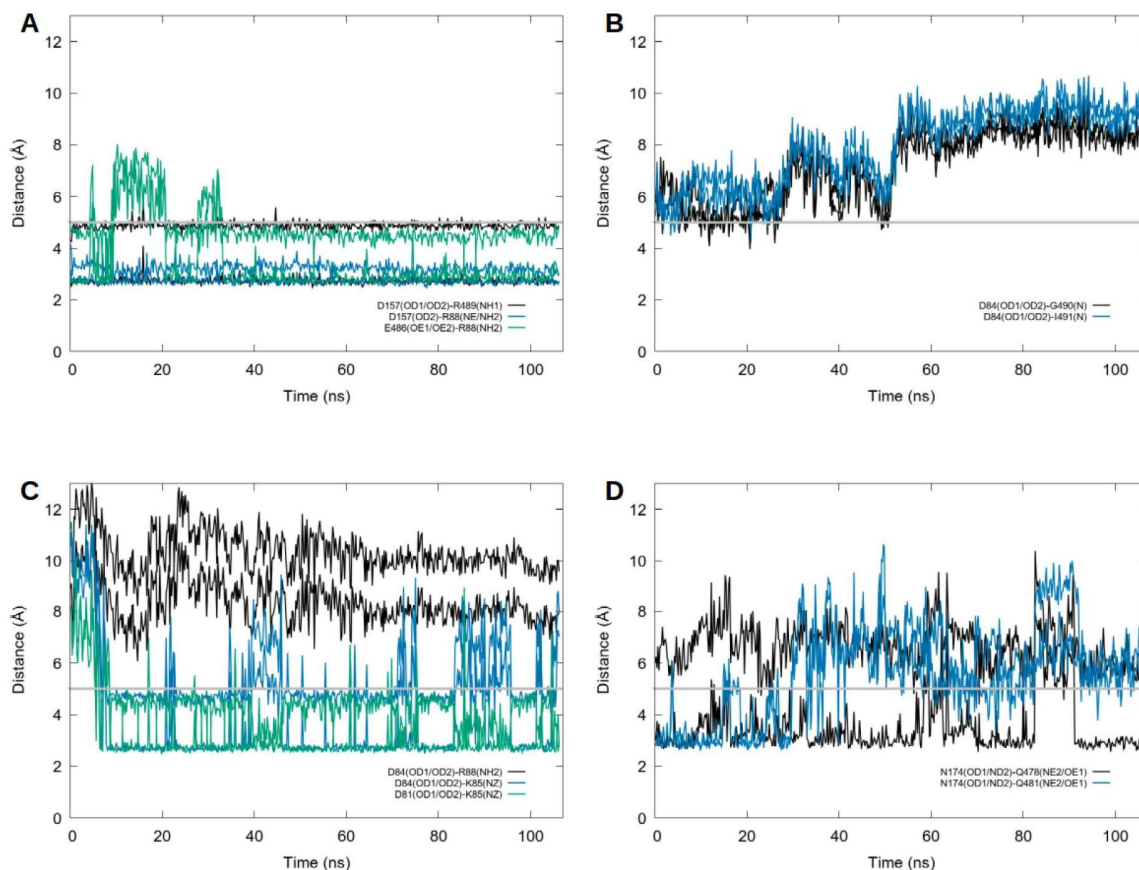 A
12
10
8
6
4
2
0
Distance (Å)
D157(OD1/OD2)-R489(NH1)
D157(OD2)-R88(NE/NH2)
E486(OE1/OE2)-R88(NH2)
0 20 40 60 80 100
Time (ns)
B
12
10
8
6
4
2
0
Distance (Å)
D84(OD1/OD2)-G490(N)
D84(OD1/OD2)-I491(N)
0 20 40 60 80 100
Time (ns)
C
12
10
8
6
4
2
0
Distance (Å)
D84(OD1/OD2)-R88(NH2)
D84(OD1/OD2)-K85(NZ)
D81(OD1/OD2)-K85(NZ)
0 20 40 60 80 100
Time (ns)
D
12
10
8
6
4
2
0
Distance (Å)
N174(OD1/ND2)-Q478(NE2/OE1)
N174(OD1/ND2)-Q481(NE2/OE1)
0 20 40 60 80 100
Time (ns)